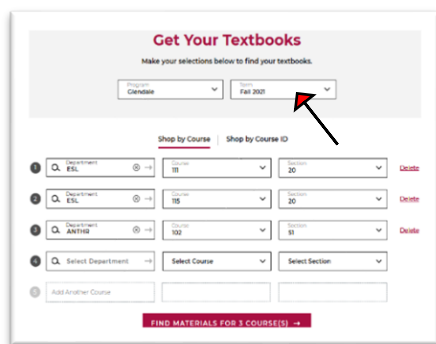 Get Your Textbooks
Make your selections below to find your textbooks.
Program Term
Glendale Fall 2021
Shop by Course Shop by Course ID
1 Department Course Section
ESL 111 20 Delete
2 Department Course Section
ESL 115 20 Delete
3 Department Course Section
ANTHR 102 51 Delete
4 Select Department Select Course Select Section
5 Add Another Course
FIND MATERIALS FOR 3 COURSE(S) →